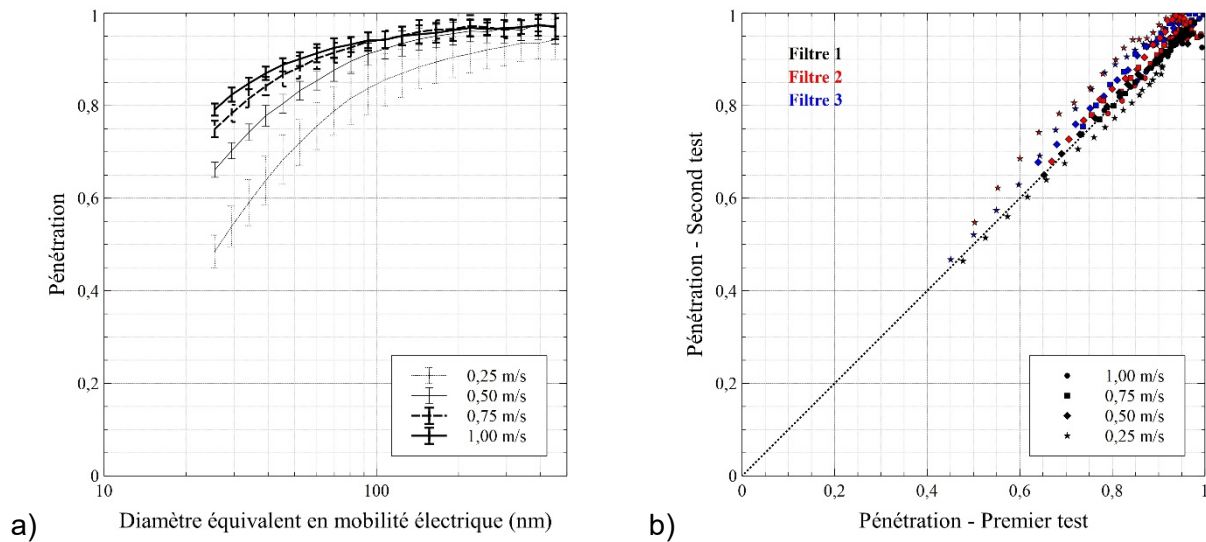 1
0,8
0,6
0,4
0,2
0
10
100
Pénétration
Diamètre équivalent en mobilité électrique (nm)
0,25 m/s
0,50 m/s
0,75 m/s
1,00 m/s
a)
1
0,8
0,6
0,4
0,2
0
0
0,2
0,4
0,6
0,8
1
Pénétration - Second test
Pénétration - Premier test
Filtre 1
Filtre 2
Filtre 3
1,00 m/s
0,75 m/s
0,50 m/s
0,25 m/s
b)